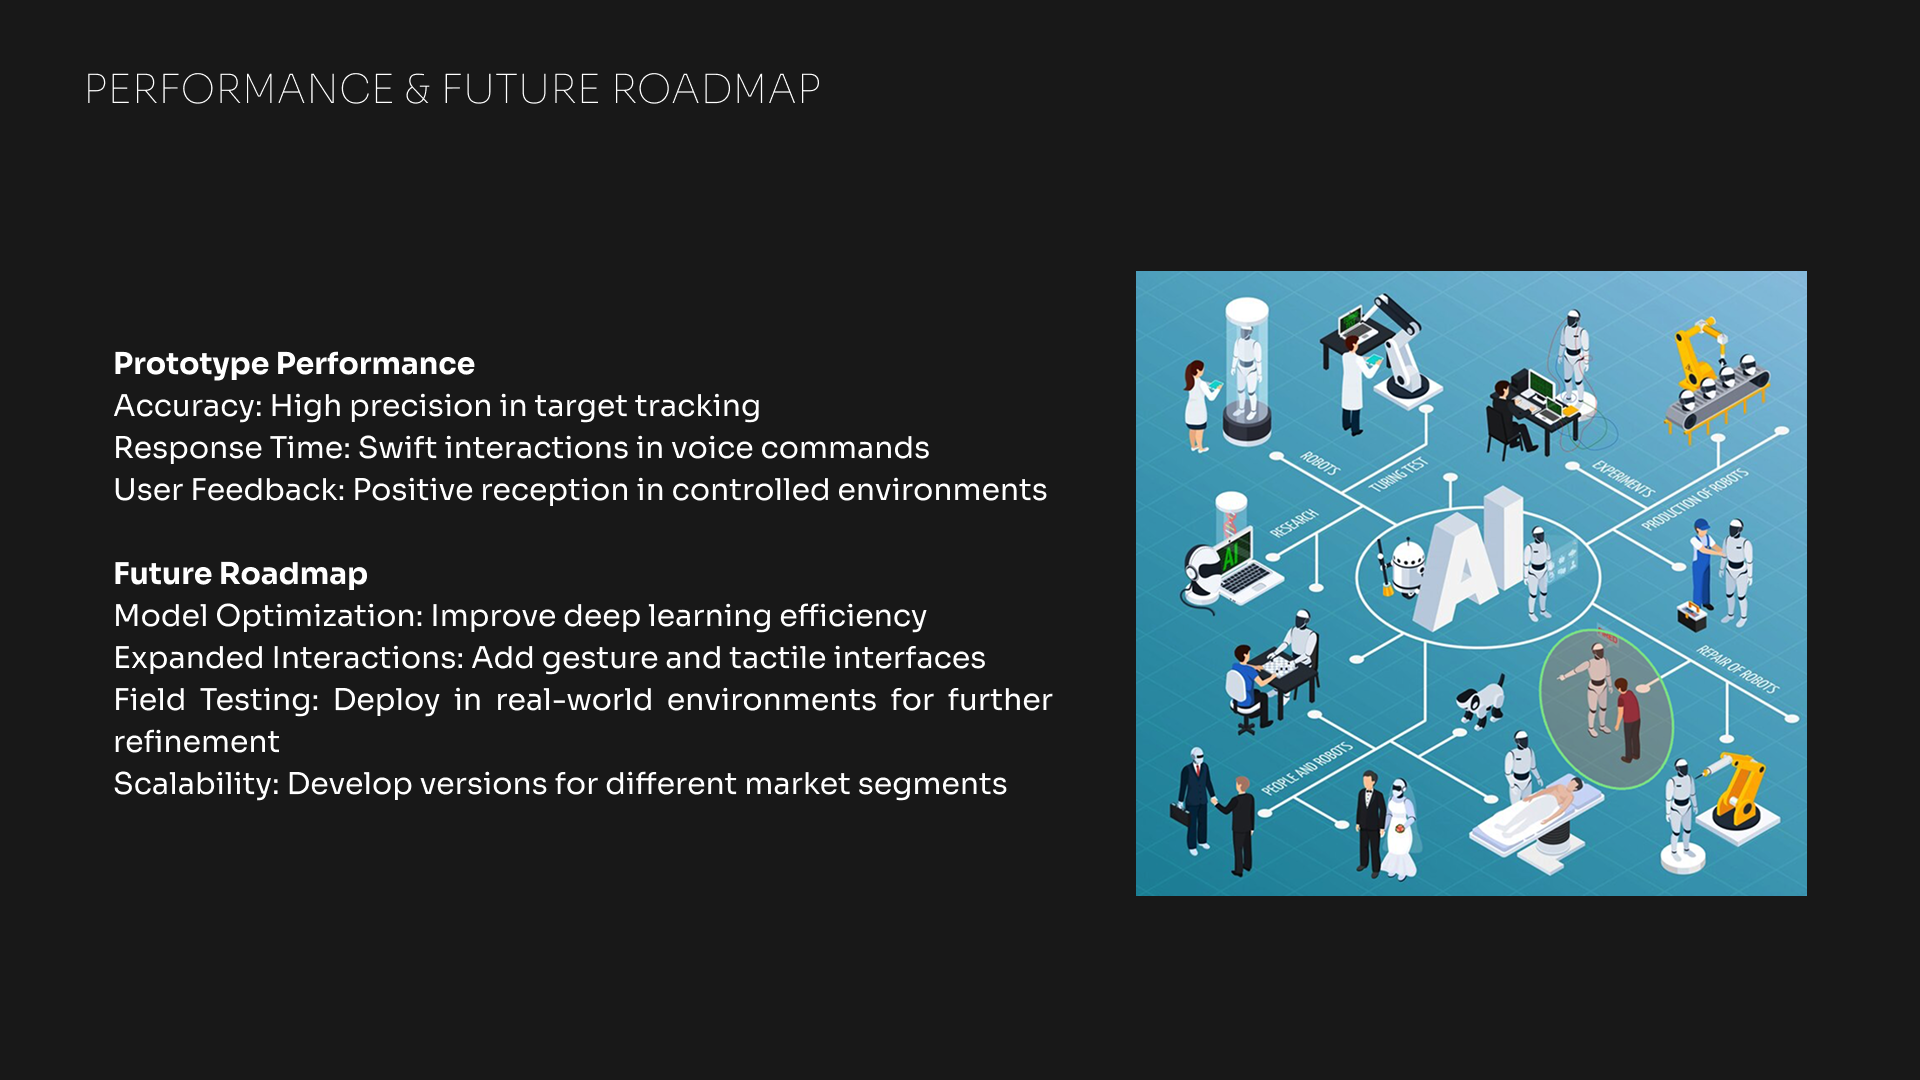 PERFORMANCE & FUTURE ROADMAP
Prototype Performance
Accuracy: High precision in target tracking
Response Time: Swift interactions in voice commands
User Feedback: Positive reception in controlled environments
Future Roadmap
Model Optimization: Improve deep learning efficiency
Expanded Interactions: Add gesture and tactile interfaces
Field Testing: Deploy in real-world environments for further
refinement
Scalability: Develop versions for different market segments
ROBOTS
TURING TEST
EXPERIMENTS
PRODUCTION OF ROBOTS
RESEARCH
AI
AI
REPAIR OF ROBOTS
PEOPLE AND ROBOTS